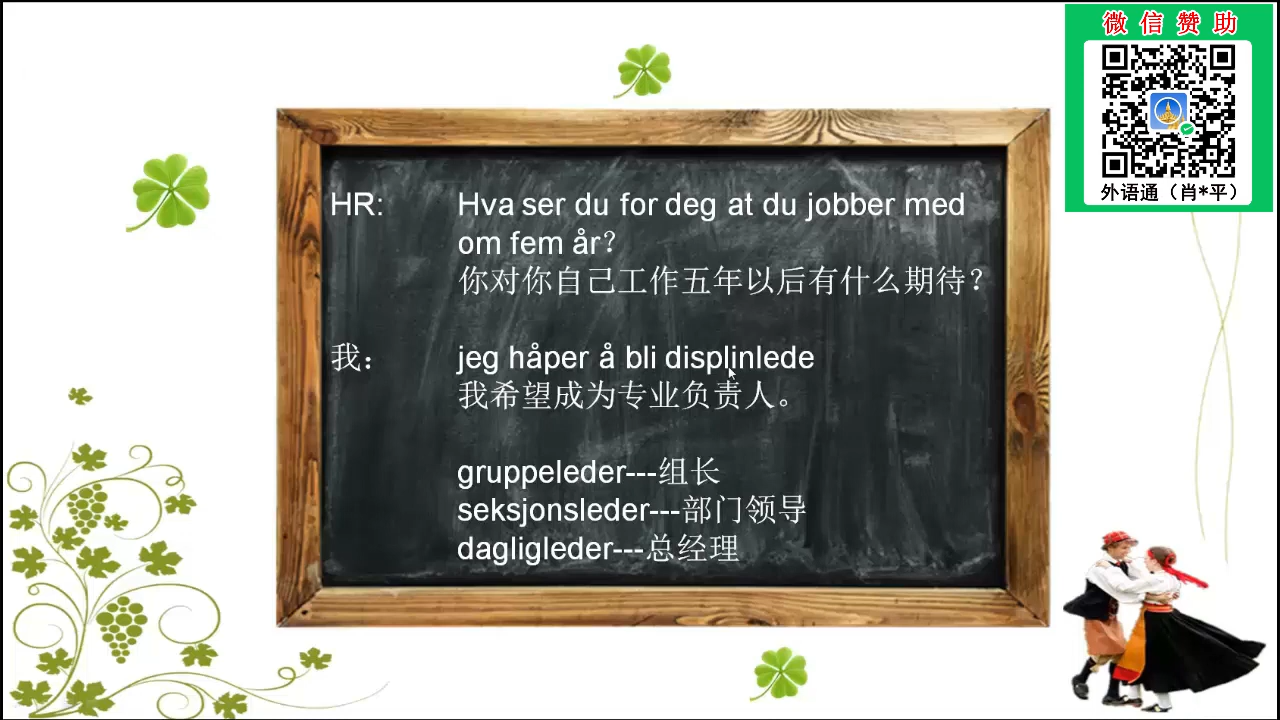 微信赞助
外语通（肖*平）
HR: Hva ser du for deg at du jobber med
om fem år？
你对你自己工作五年以后有什么期待？
我： jeg håper å bli displinlede
我希望成为专业负责人。
gruppeleder---组长
seksjonsleder---部门领导
dagligleder---总经理